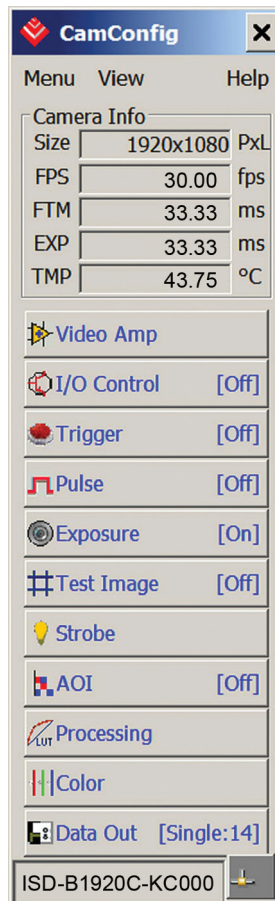 CamConfig
Menu View Help
Camera Info
Size 1920x1080 PxL
FPS 30.00 fps
FTM 33.33 ms
EXP 33.33 ms
TMP 43.75 °C
Video Amp
I/O Control [Off]
Trigger [Off]
Pulse [Off]
Exposure [On]
Test Image [Off]
Strobe
AOI [Off]
LUT Processing
Color
Data Out [Single:14]
ISD-B1920C-KC000